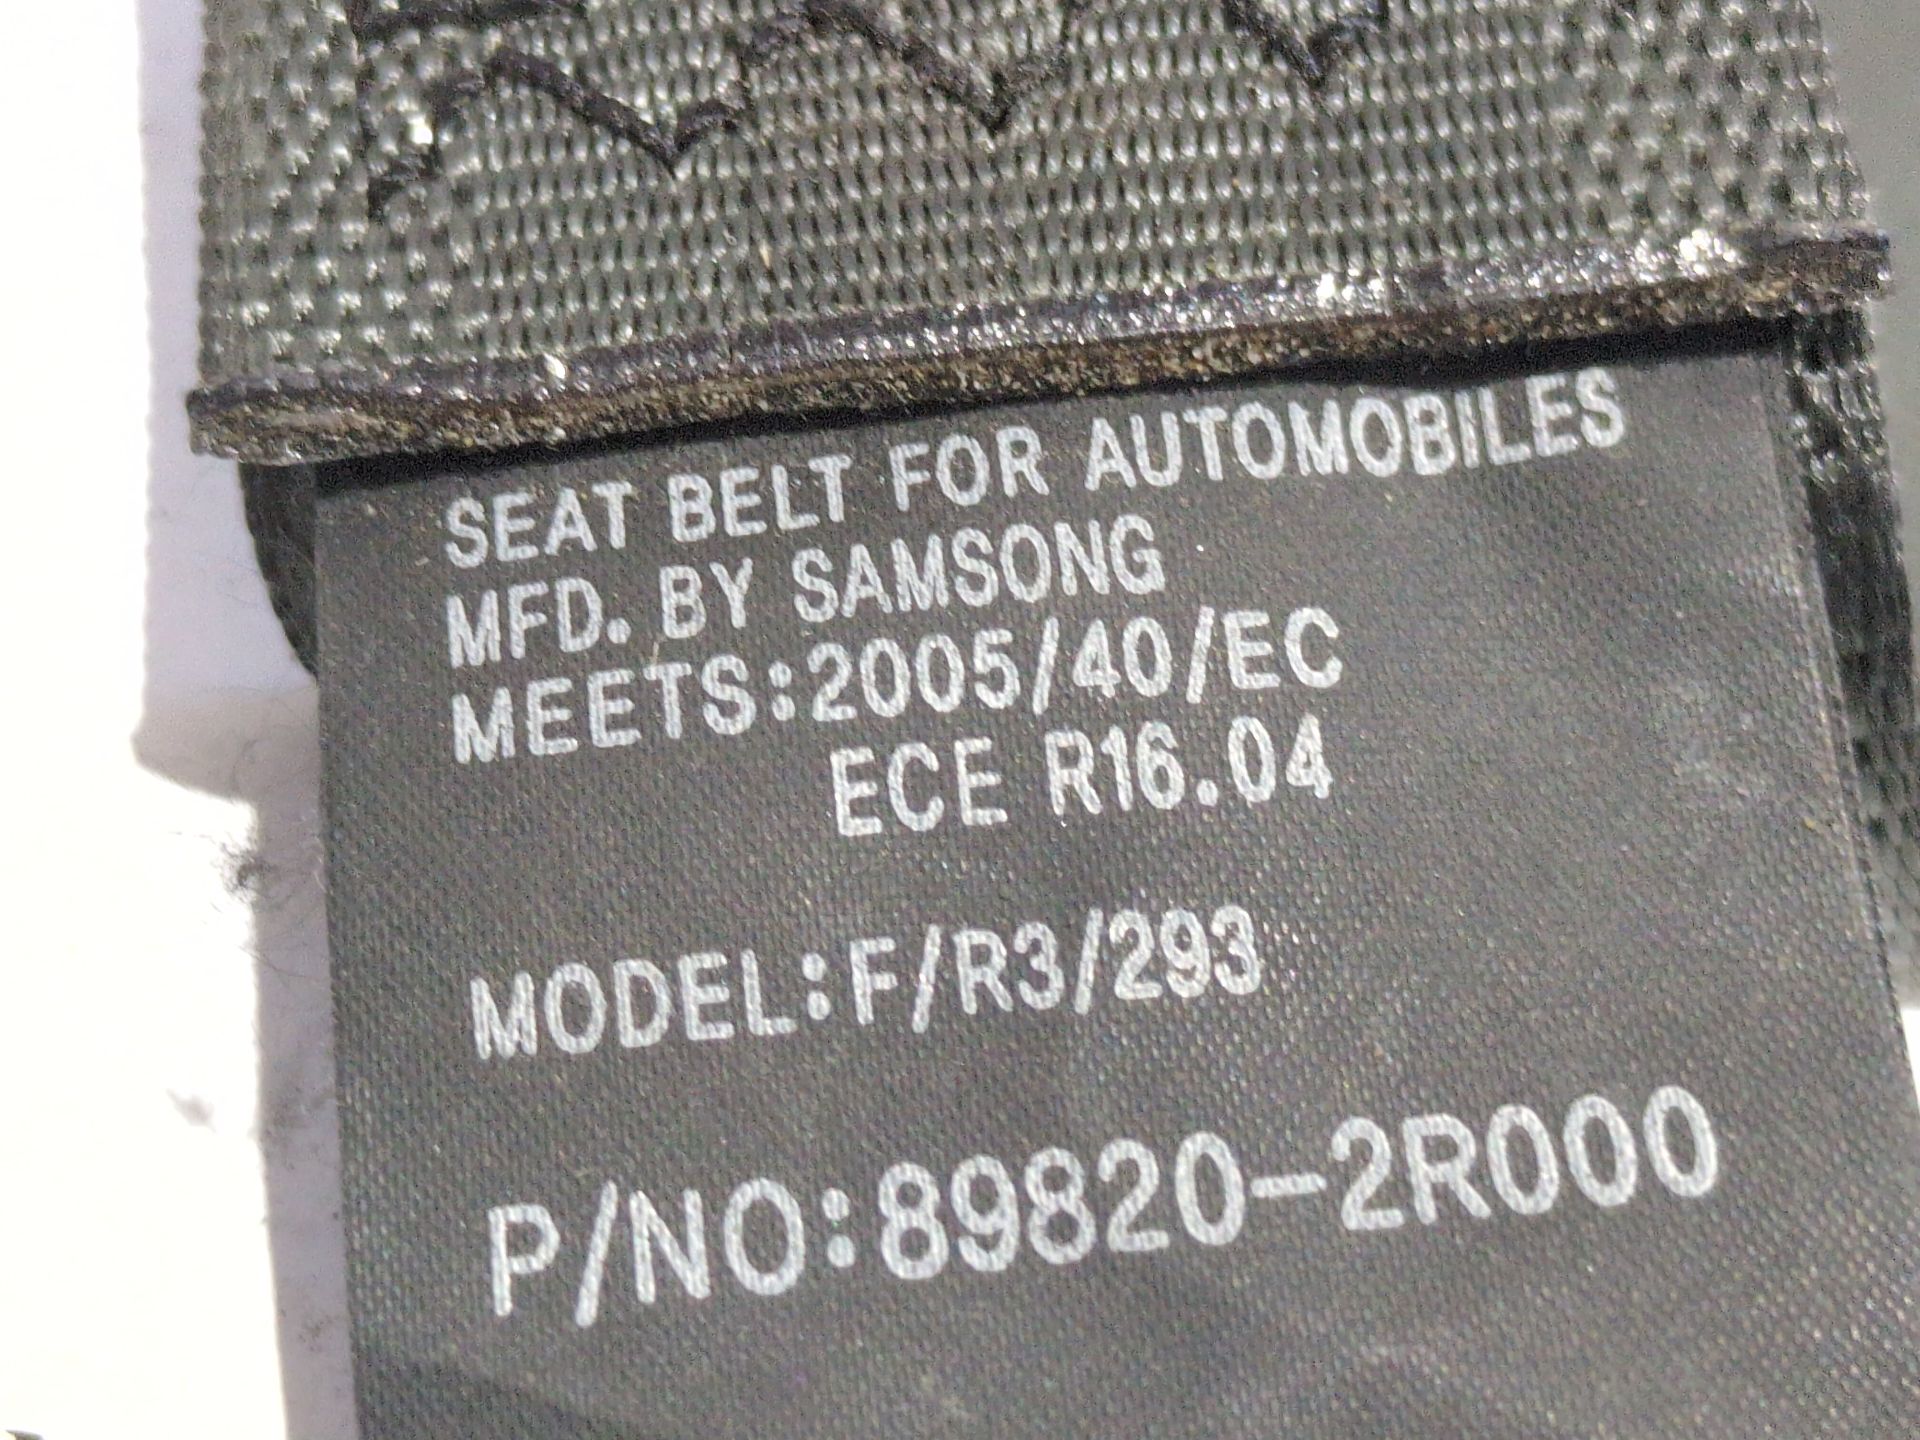 SEAT BELT FOR AUTOMOBILES
MFD. BY SAMSONG
MEETS:2005/40/EC
ECE R16.04
MODEL:F/R3/293
P/NO:89820-2R000